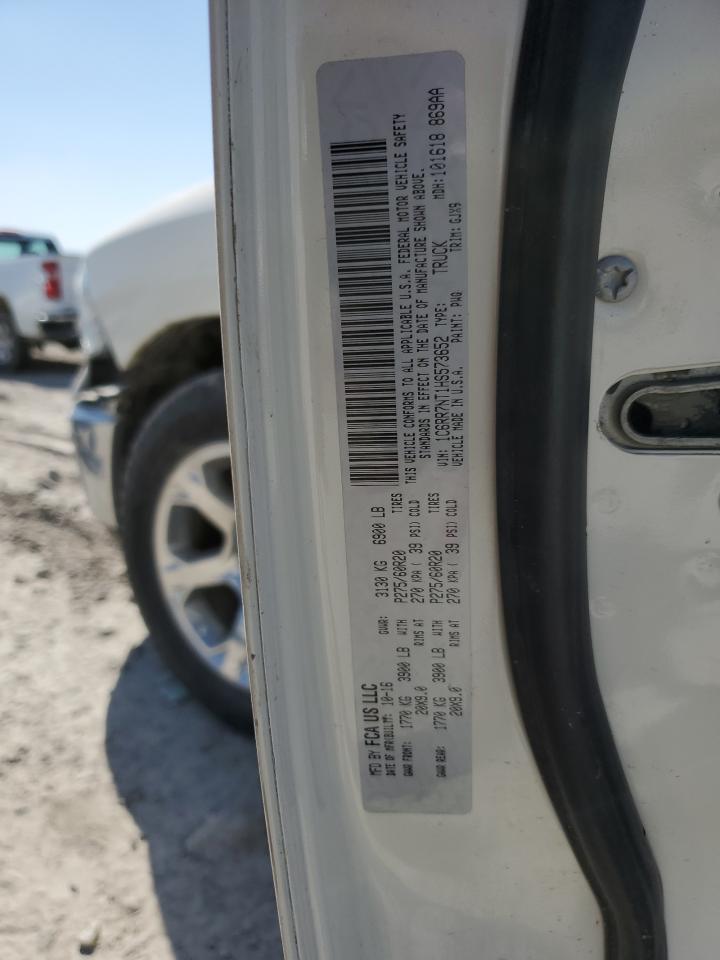 MFD BY FCA US LLC
DATE OF MFR(BUILT): 10-16 GVWR: 3130 KG 6900 LB
GAWR FRONT: 1770 KG 3900 LB WITH P275/60R20 TIRES
20X9.0 RIMS AT 270 KPA ( 39 PSI) COLD
GAWR REAR: 1770 KG 3900 LB WITH P275/60R20 TIRES
20X9.0 RIMS AT 270 KPA ( 39 PSI) COLD
THIS VEHICLE CONFORMS TO ALL APPLICABLE U.S.A. FEDERAL MOTOR VEHICLE SAFETY
STANDARDS IN EFFECT ON THE DATE OF MANUFACTURE SHOWN ABOVE.
VIN: 1C6RR7NT1HS573652 TYPE: TRUCK MDH:101618 869AA
VEHICLE MADE IN U.S.A. PAINT: PWG TRIM: GJX9